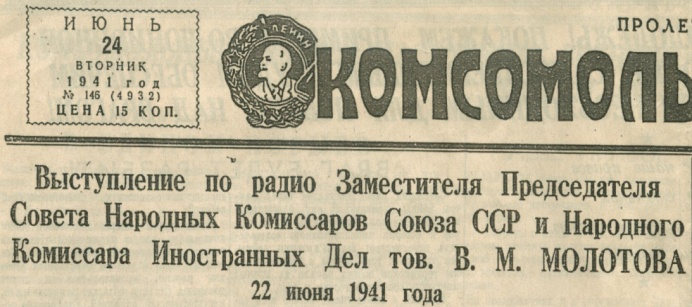 ИЮНЬ
24
ВТОРНИК
1941 год
№ 146 (4932)
ЦЕНА 15 КОП.
ЛЕНИН
ПРОЛЕ
КОМСОМОЛЬ
Выступление по радио Заместителя Председателя
Совета Народных Комиссаров Союза ССР и Народного
Комиссара Иностранных Дел тов. В. М. МОЛОТОВА
22 июня 1941 года